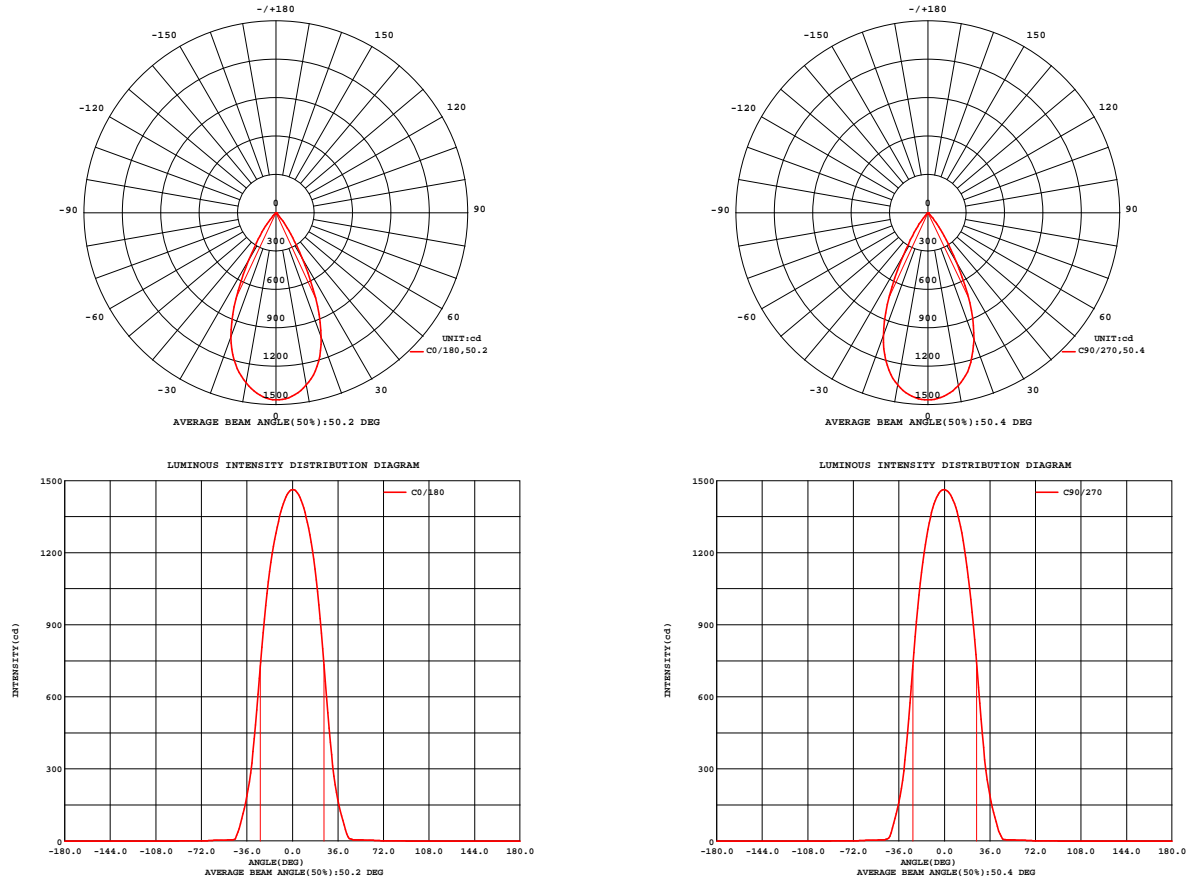 -/+180
-150
150
-120
120
-90
90
0
300
600
900
1200
1500
-60
60
-30
30
0
UNIT:cd
C0/180,50.2
AVERAGE BEAM ANGLE(50%):50.2 DEG
-/+180
-150
150
-120
120
-90
90
0
300
600
900
1200
1500
-60
60
-30
30
0
UNIT:cd
C90/270,50.4
AVERAGE BEAM ANGLE(50%):50.4 DEG
LUMINOUS INTENSITY DISTRIBUTION DIAGRAM
C0/180
1500
1200
900
600
300
0
INTENSITY(cd)
-180.0 -144.0 -108.0 -72.0 -36.0 0.0 36.0 72.0 108.0 144.0 180.0
ANGLE(DEG)
AVERAGE BEAM ANGLE(50%):50.2 DEG
LUMINOUS INTENSITY DISTRIBUTION DIAGRAM
C90/270
1500
1200
900
600
300
0
INTENSITY(cd)
-180.0 -144.0 -108.0 -72.0 -36.0 0.0 36.0 72.0 108.0 144.0 180.0
ANGLE(DEG)
AVERAGE BEAM ANGLE(50%):50.4 DEG